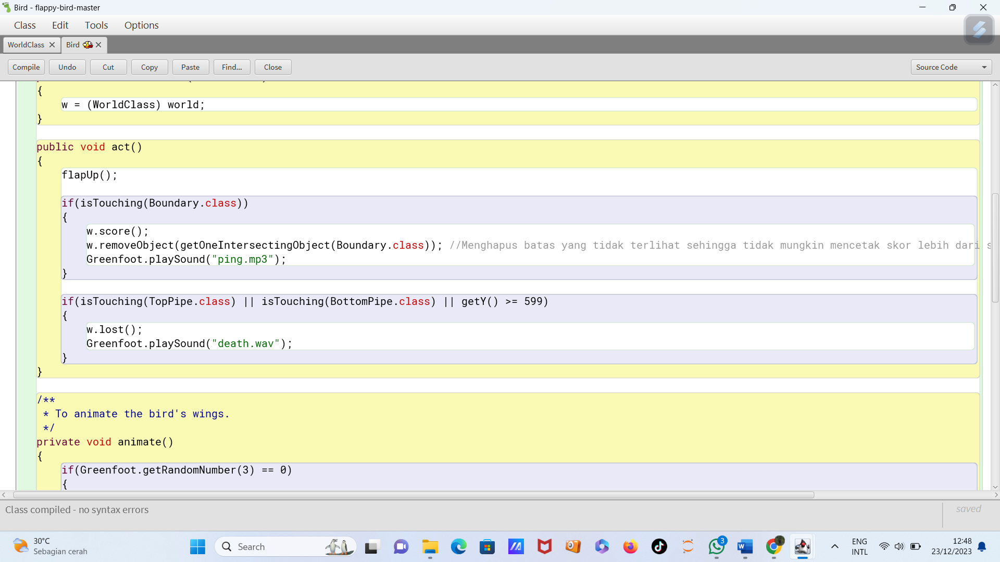 Bird - flappy-bird-master
Class Edit Tools Options
WorldClass Bird
Compile Undo Cut Copy Paste Find... Close Source Code
{
w = (WorldClass) world;
}
public void act()
{
flapUp();
if(isTouching(Boundary.class))
{
w.score();
w.removeObject(getOneIntersectingObject(Boundary.class)); //Menghapus batas yang tidak terlihat sehingga tidak mungkin mencetak skor lebih dari s
Greenfoot.playSound("ping.mp3");
}
if(isTouching(TopPipe.class) || isTouching(BottomPipe.class) || getY() >= 599)
{
w.lost();
Greenfoot.playSound("death.wav");
}
}
/**
* To animate the bird's wings.
*/
private void animate()
{
if(Greenfoot.getRandomNumber(3) == 0)
{
Class compiled - no syntax errors
saved
30°C
Sebagian cerah
Search
3
ENG
INTL
12:48
23/12/2023